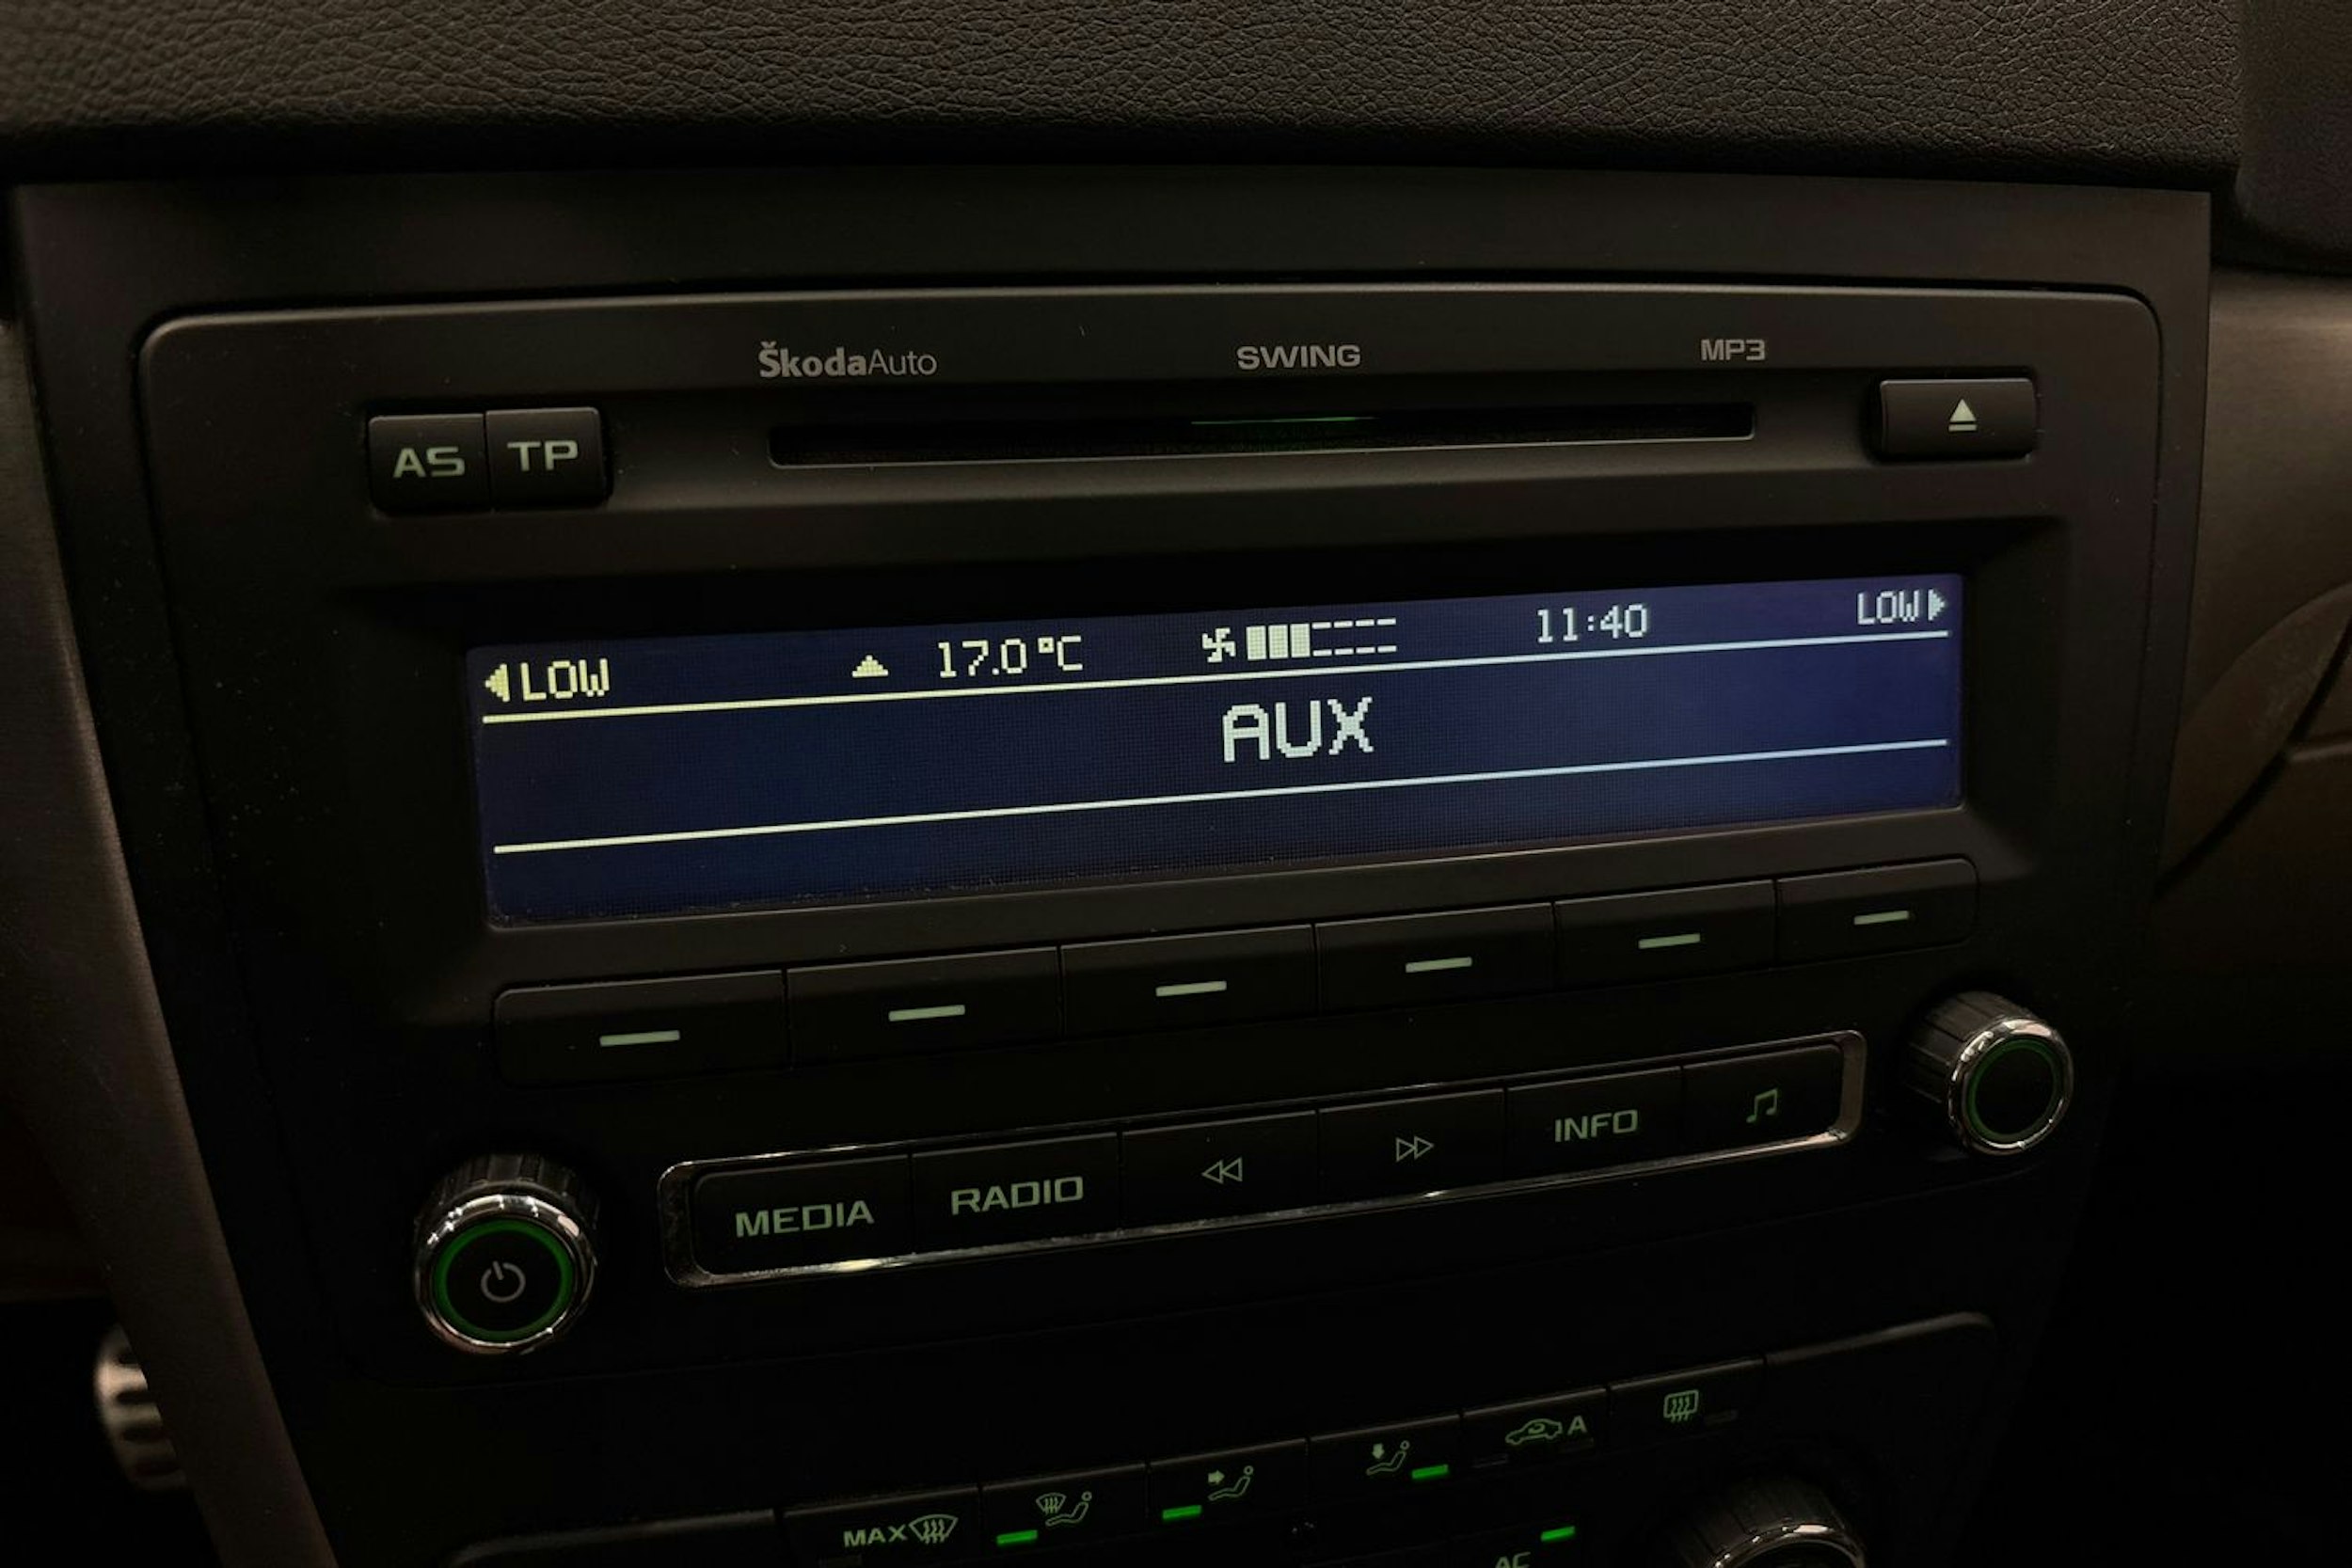 ŠkodaAuto SWING MP3
AS TP
LOW 17.0 °C 11:40 LOW
AUX
MEDIA RADIO INFO
A
MAX
AC